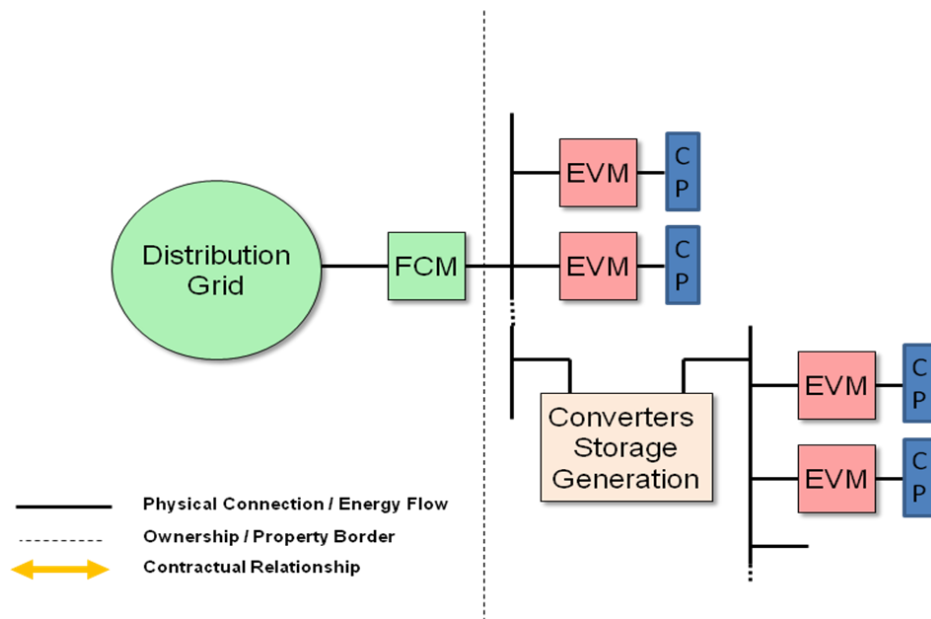 EVM
C
P
Distribution
Grid
FCM
EVM
C
P
EVM
C
P
Converters
Storage
Generation
EVM
C
P
Physical Connection / Energy Flow
Ownership / Property Border
Contractual Relationship